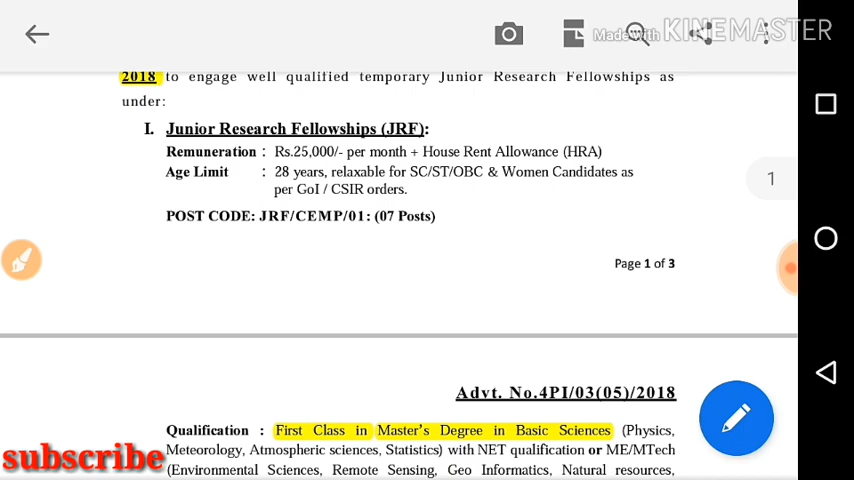 Made with KINEMASTER
2018 to engage well qualified temporary Junior Research Fellowships as
under:
I. Junior Research Fellowships (JRF):
Remuneration : Rs.25,000/- per month + House Rent Allowance (HRA)
Age Limit : 28 years, relaxable for SC/ST/OBC & Women Candidates as
per GoI / CSIR orders.
1
POST CODE: JRF/CEMP/01: (07 Posts)
Page 1 of 3
Advt. No.4PI/03(05)/2018
Qualification : First Class in Master's Degree in Basic Sciences (Physics,
Meteorology, Atmospheric sciences, Statistics) with NET qualification or ME/MTech
(Environmental Sciences, Remote Sensing, Geo Informatics, Natural resources,
subscribe